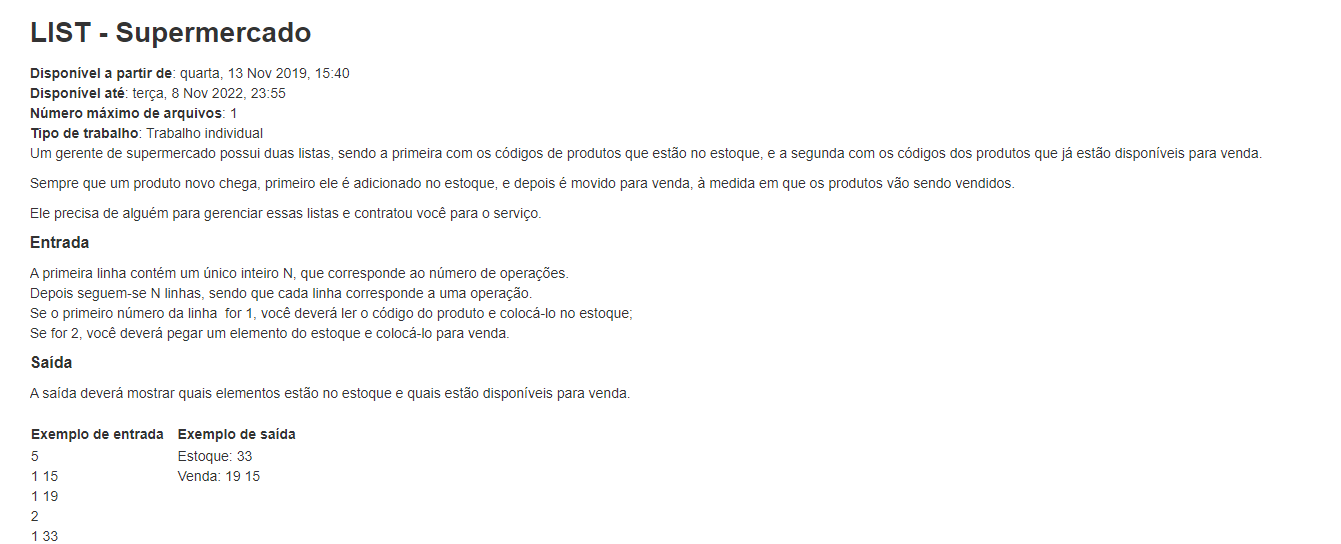 LIST - Supermercado
Disponível a partir de: quarta, 13 Nov 2019, 15:40
Disponível até: terça, 8 Nov 2022, 23:55
Número máximo de arquivos: 1
Tipo de trabalho: Trabalho individual
Um gerente de supermercado possui duas listas, sendo a primeira com os códigos de produtos que estão no estoque, e a segunda com os códigos dos produtos que já estão disponíveis para venda.
Sempre que um produto novo chega, primeiro ele é adicionado no estoque, e depois é movido para venda, à medida em que os produtos vão sendo vendidos.
Ele precisa de alguém para gerenciar essas listas e contratou você para o serviço.
Entrada
A primeira linha contém um único inteiro N, que corresponde ao número de operações.
Depois seguem-se N linhas, sendo que cada linha corresponde a uma operação.
Se o primeiro número da linha  for 1, você deverá ler o código do produto e colocá-lo no estoque;
Se for 2, você deverá pegar um elemento do estoque e colocá-lo para venda.
Saída
A saída deverá mostrar quais elementos estão no estoque e quais estão disponíveis para venda.
Exemplo de entrada Exemplo de saída
5 Estoque: 33
1 15 Venda: 19 15
1 19
2
1 33